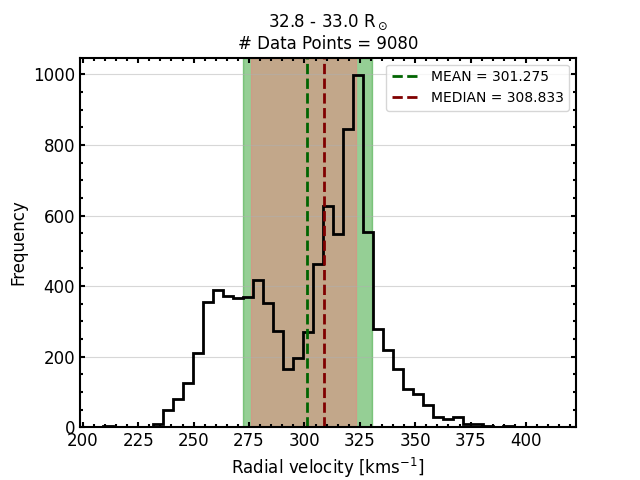 32.8 - 33.0 R⊙
# Data Points = 9080
MEAN = 301.275
MEDIAN = 308.833
Frequency
1000
800
600
400
200
0
200 225 250 275 300 325 350 375 400
Radial velocity [kms⁻¹]